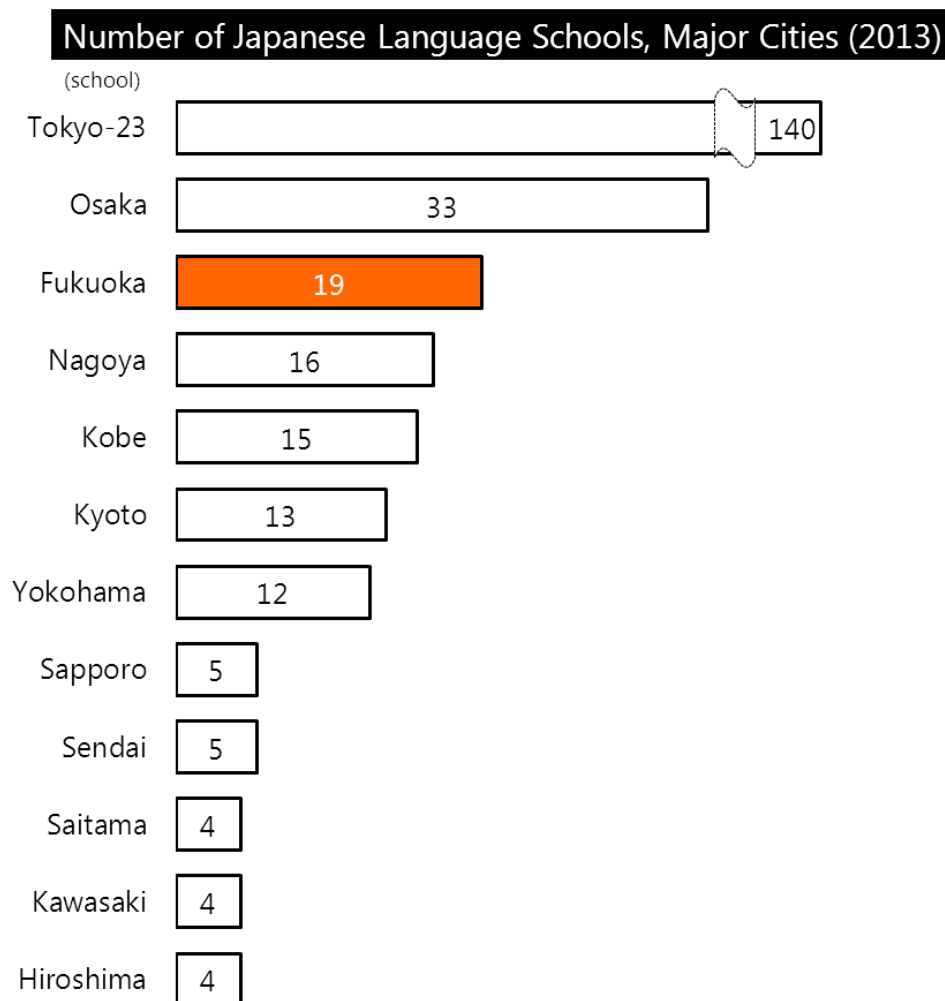 Number of Japanese Language Schools, Major Cities (2013)
(school)
Tokyo-23 140
Osaka 33
Fukuoka 19
Nagoya 16
Kobe 15
Kyoto 13
Yokohama 12
Sapporo 5
Sendai 5
Saitama 4
Kawasaki 4
Hiroshima 4